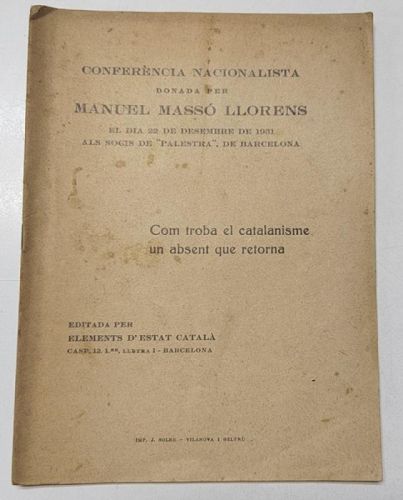 CONFERÈNCIA NACIONALISTA
DONADA PER
MANUEL MASSÓ LLORENS
EL DIA 22 DE DESEMBRE DE 1931
ALS SOCIS DE "PALESTRA", DE BARCELONA
Com troba el catalanisme
un absent que retorna
EDITADA PER
ELEMENTS D'ESTAT CATALÀ
CASP, 12, 1.er, LLETRA I - BARCELONA
IMP. J. SOLER - VILANOVA I GELTRÚ